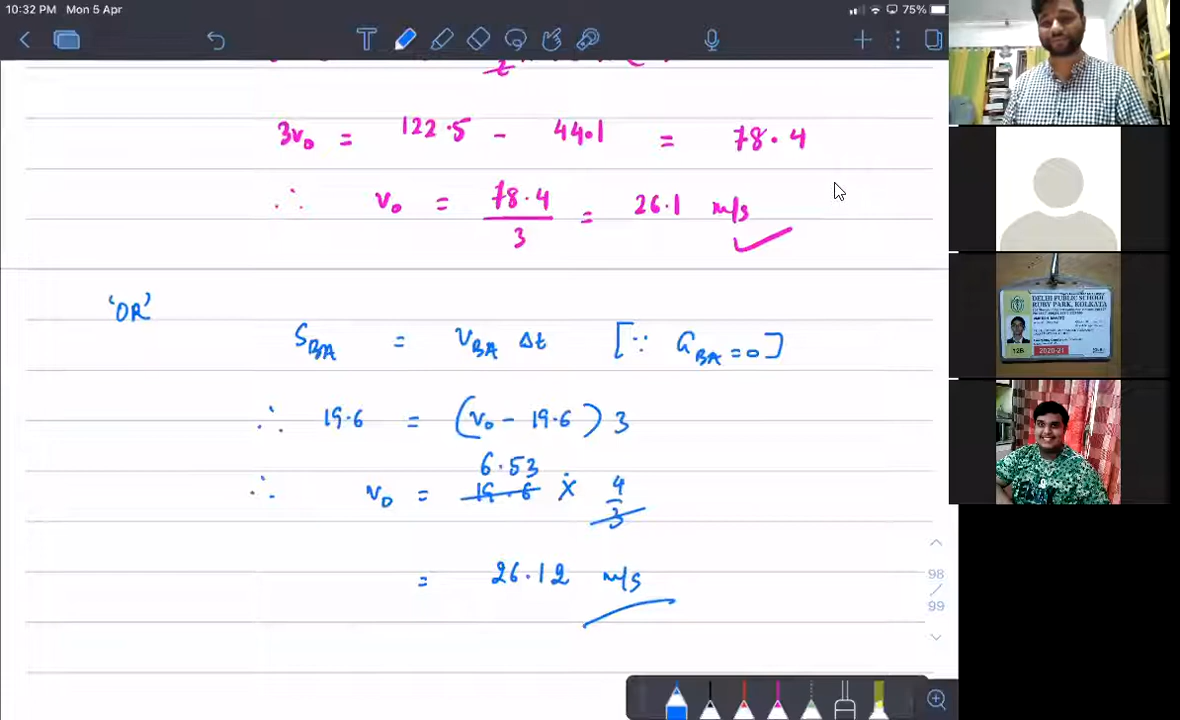 10:32 PM Mon 5 Apr
75%
3v₀ = 122.5 - 44.1 = 78.4
∴ v₀ = 78.4/3 = 26.1 m/s
'OR'
S_BA = v_BA Δt [∵ a_BA = 0]
∴ 19.6 = (v₀ - 19.6) 3
6.53
∴ v₀ = 19.6 × 4/3
= 26.12 m/s
98
/
99
DELHI PUBLIC SCHOOL
RUBY PARK, KOLKATA
12B
2020-21